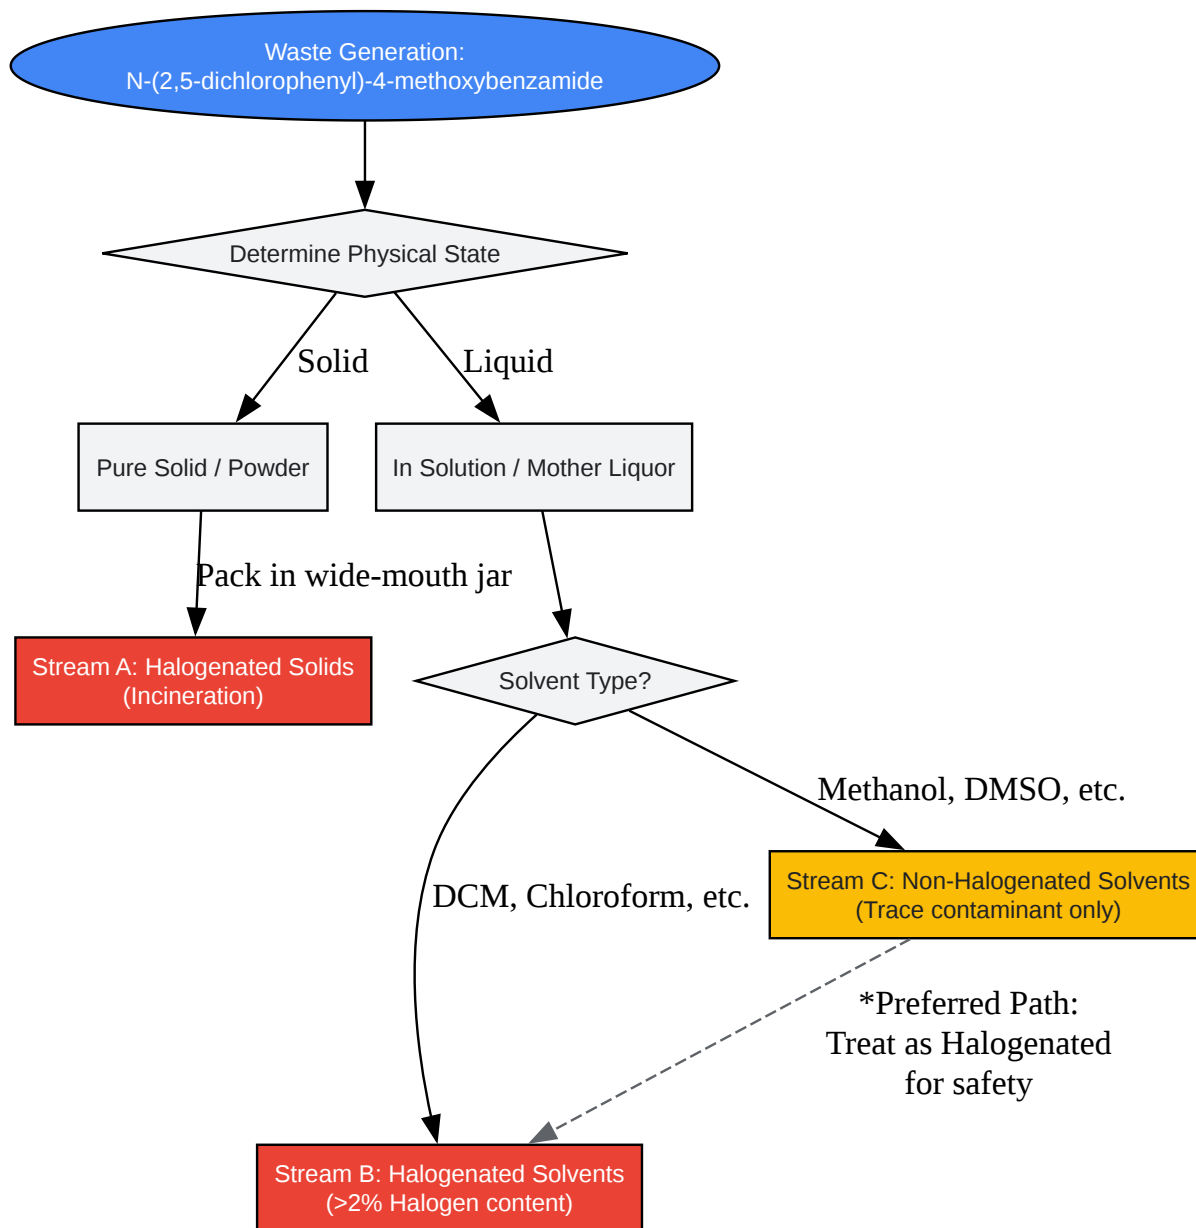 Waste Generation:
N-(2,5-dichlorophenyl)-4-methoxybenzamide
Determine Physical State
Solid
Liquid
Pure Solid / Powder
In Solution / Mother Liquor
Pack in wide-mouth jar
Stream A: Halogenated Solids
(Incineration)
Solvent Type?
Methanol, DMSO, etc.
DCM, Chloroform, etc.
Stream C: Non-Halogenated Solvents
(Trace contaminant only)
*Preferred Path:
Treat as Halogenated
for safety
Stream B: Halogenated Solvents
(>2% Halogen content)